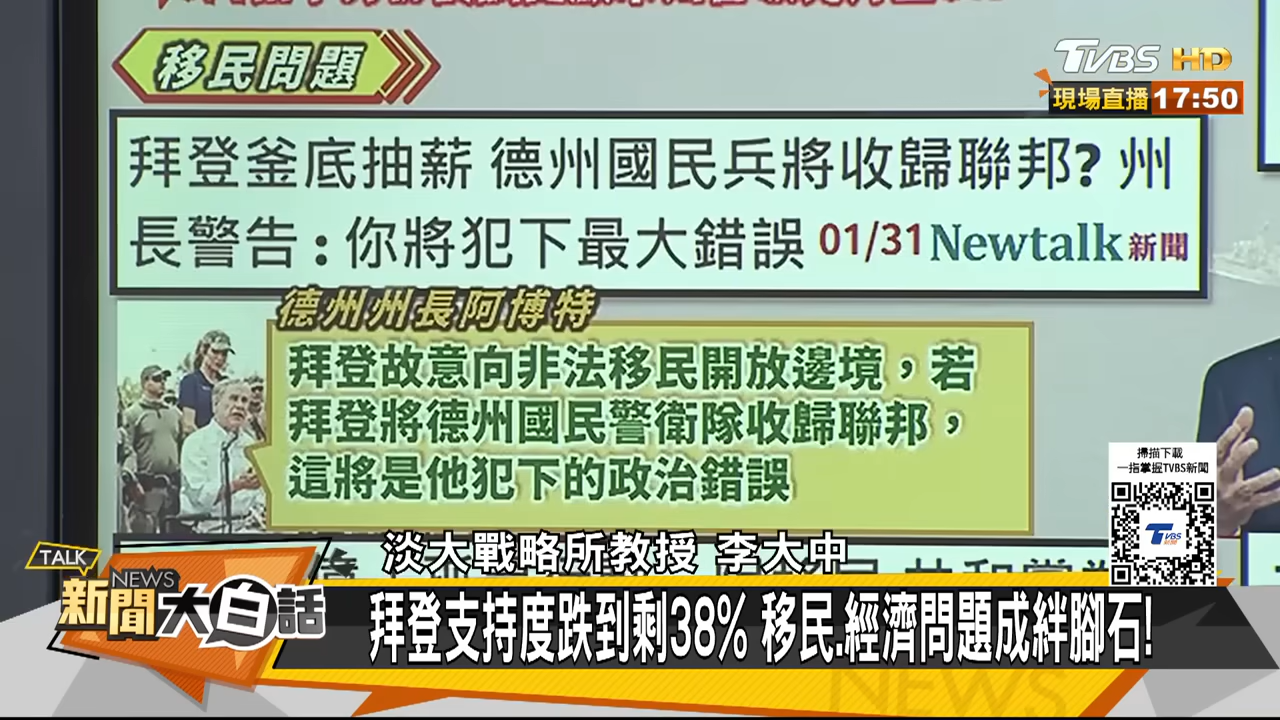 TVBS HD
現場直播 17:50
移民問題
拜登釜底抽薪 德州國民兵將收歸聯邦? 州
長警告：你將犯下最大錯誤 01/31 Newtalk 新聞
德州州長阿博特
拜登故意向非法移民開放邊境，若
拜登將德州國民警衛隊收歸聯邦，
這將是他犯下的政治錯誤
掃描下載
一指掌握TVBS新聞
TVBS
淡大戰略所教授 李大中
TALK
NEWS
新聞大白話
拜登支持度跌到剩38% 移民.經濟問題成絆腳石!
NEWS